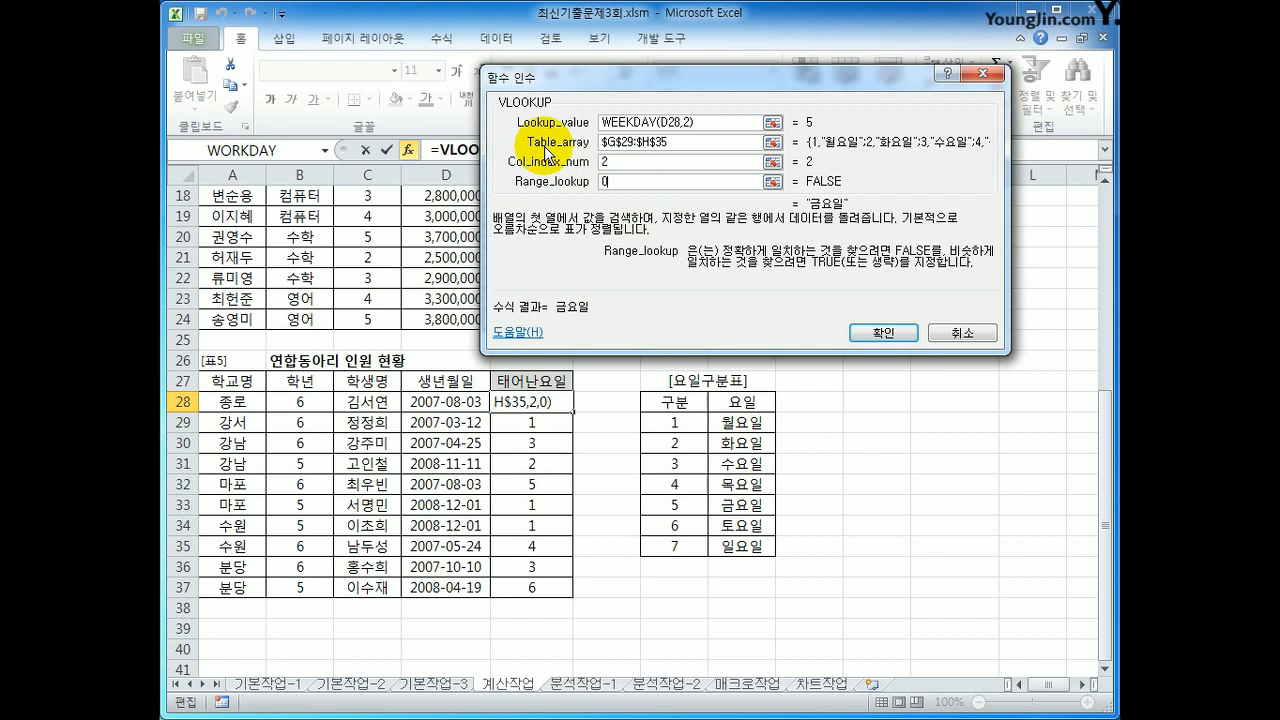 최신기출문제3회.xlsm - Microsoft Excel
YoungJin.com Y.
파일 홈 삽입 페이지 레이아웃 수식 데이터 검토 보기 개발 도구
붙여넣기
클립보드
11
가 가 가
가
글꼴
정렬 및 필터
찾기 및 선택
편집
WORKDAY
=VLOO
함수 인수
VLOOKUP
Lookup_value WEEKDAY(D28,2) = 5
Table_array $G$29:$H$35 = {1,"월요일";2,"화요일";3,"수요일";4,"
Col_index_num 2 = 2
Range_lookup 0 = FALSE
= "금요일"
배열의 첫 열에서 값을 검색하며, 지정한 열의 같은 행에서 데이터를 돌려줍니다. 기본적으로
오름차순으로 표가 정렬됩니다.
Range_lookup 은(는) 정확하게 일치하는 것을 찾으려면 FALSE를, 비슷하게
일치하는 것을 찾으려면 TRUE(또는 생략)를 지정합니다.
수식 결과= 금요일
도움말(H)
확인 취소
A B C D L
18 변순용 컴퓨터 3 2,800,000
19 이지혜 컴퓨터 4 3,000,000
20 권영수 수학 5 3,700,000
21 허재두 수학 2 2,500,000
22 류미영 수학 3 2,900,000
23 최헌준 영어 4 3,300,000
24 송영미 영어 5 3,800,000
25
26 [표5] 연합동아리 인원 현황
27 학교명 학년 학생명 생년월일 태어난요일 [요일구분표]
28 종로 6 김서연 2007-08-03 H$35,2,0) 구분 요일
29 강서 6 정정희 2007-03-12 1 1 월요일
30 강남 6 강주미 2007-04-25 3 2 화요일
31 강남 5 고인철 2008-11-11 2 3 수요일
32 마포 6 최우빈 2007-08-03 5 4 목요일
33 마포 5 서명민 2008-12-01 1 5 금요일
34 수원 5 이초희 2008-12-01 1 6 토요일
35 수원 6 남두성 2007-05-24 4 7 일요일
36 분당 6 홍수희 2007-10-10 3
37 분당 5 이수재 2008-04-19 6
38
39
40
41
기본작업-1 기본작업-2 기본작업-3 계산작업 분석작업-1 분석작업-2 매크로작업 차트작업
편집 100%